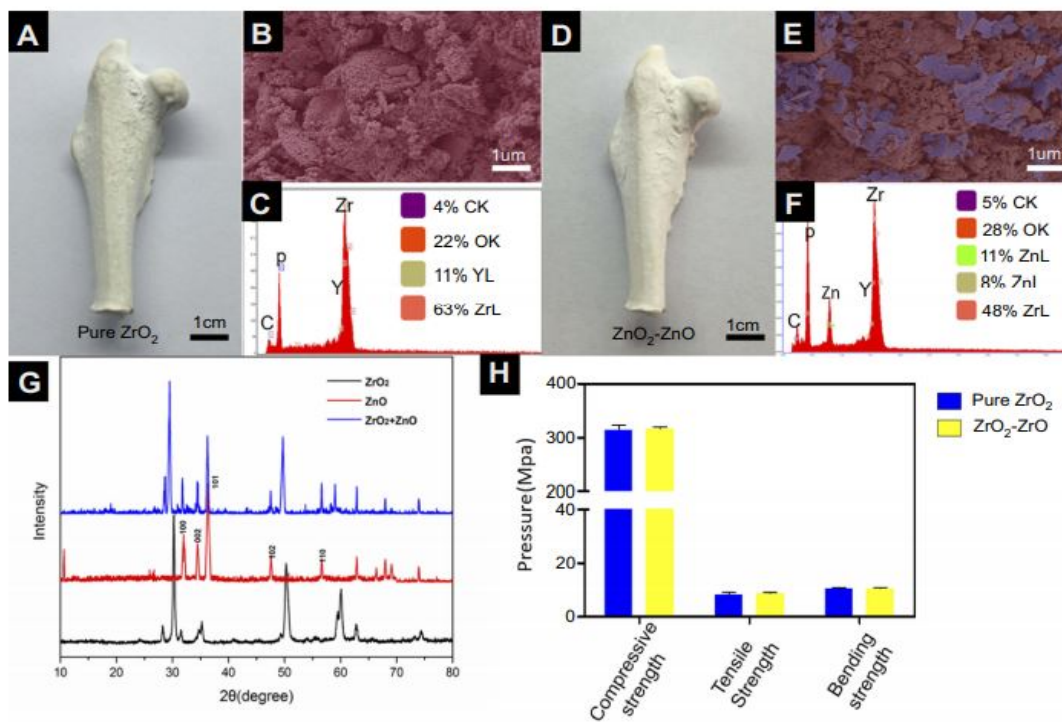 A
Pure ZrO2
1cm
B
1um
C
C
p
Y
Zr
4% CK
22% OK
11% YL
63% ZrL
D
ZnO2-ZnO
1cm
E
1um
F
C
p
Zn
Y
Zr
5% CK
28% OK
11% ZnL
8% ZnL
48% ZrL
G
Intensity
ZrO2
ZnO
ZrO2+ZnO
100
002
101
102
110
10 20 30 40 50 60 70 80
2θ(degree)
H
Pressure(Mpa)
400
300
200
40
20
0
Compressive
strength
Tensile
Strength
Bending
strength
Pure ZrO2
ZrO2-ZrO